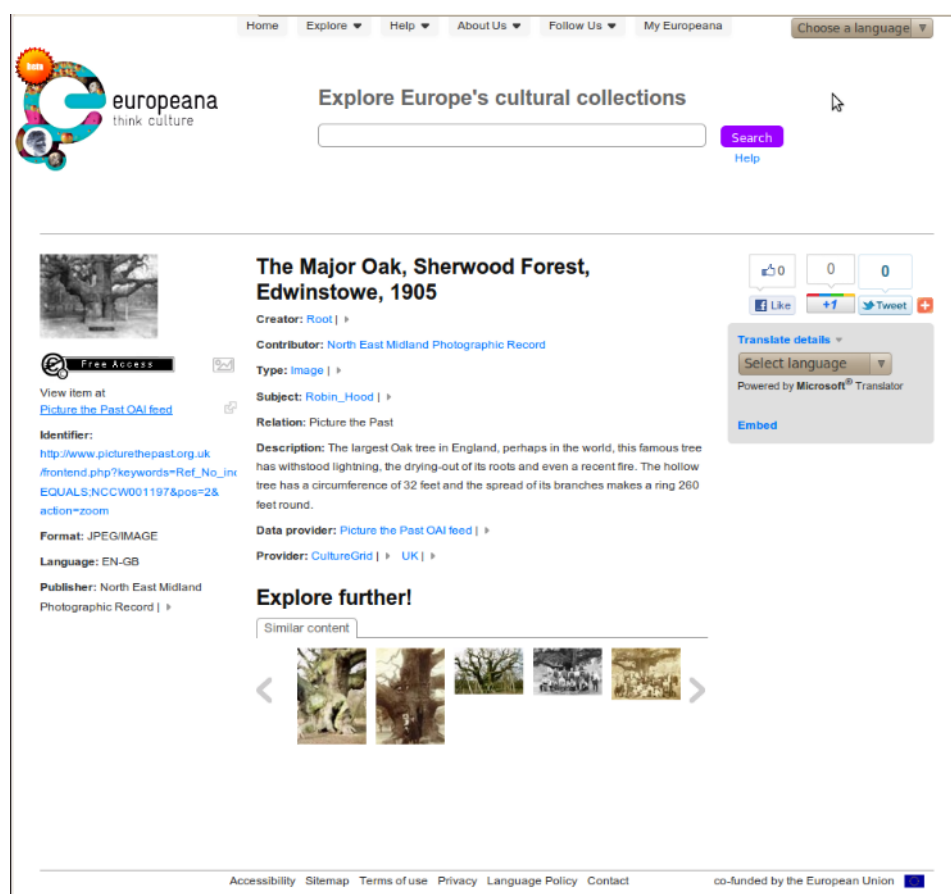 Home Explore Help About Us Follow Us My Europeana Choose a language
beta
europeana
think culture
Explore Europe's cultural collections
Search
Help
Free Access
View item at
Picture the Past OAI feed
Identifier:
http://www.picturethepast.org.uk
/frontend.php?keywords=Ref_No_inc
EQUALS;NCCW001197&pos=2&
action=zoom
Format: JPEG/IMAGE
Language: EN-GB
Publisher: North East Midland
Photographic Record |
The Major Oak, Sherwood Forest,
Edwinstowe, 1905
Creator: Root |
Contributor: North East Midland Photographic Record
Type: Image |
Subject: Robin_Hood |
Relation: Picture the Past
Description: The largest Oak tree in England, perhaps in the world, this famous tree
has withstood lightning, the drying-out of its roots and even a recent fire. The hollow
tree has a circumference of 32 feet and the spread of its branches makes a ring 260
feet round.
Data provider: Picture the Past OAI feed |
Provider: CultureGrid | UK |
Explore further!
Similar content
0 0 0
Like +1 Tweet
Translate details
Select language
Powered by Microsoft® Translator
Embed
Accessibility Sitemap Terms of use Privacy Language Policy Contact co-funded by the European Union